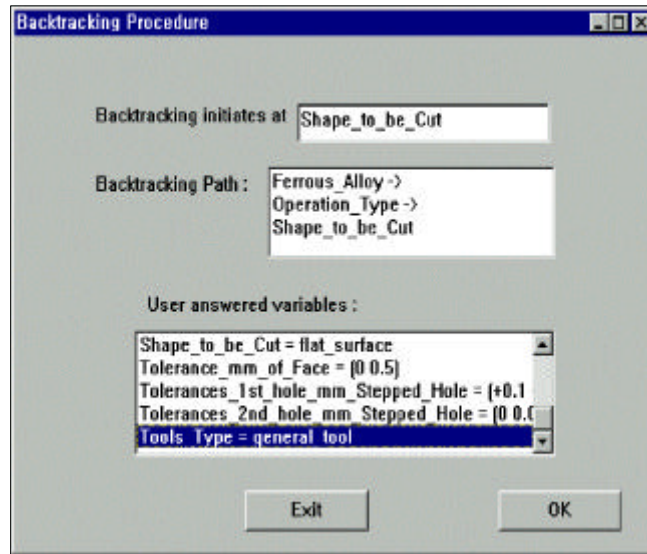 Backtracking Procedure
Backtracking initiates at Shape_to_be_Cut
Backtracking Path : Ferrous_Alloy ->
Operation_Type ->
Shape_to_be_Cut
User answered variables :
Shape_to_be_Cut = flat_surface
Tolerance_mm_of_Face = (0 0.5)
Tolerances_1st_hole_mm_Stepped_Hole = (+0.1
Tolerances_2nd_hole_mm_Stepped_Hole = (0 0.0
Tools_Type = general_tool
Exit OK